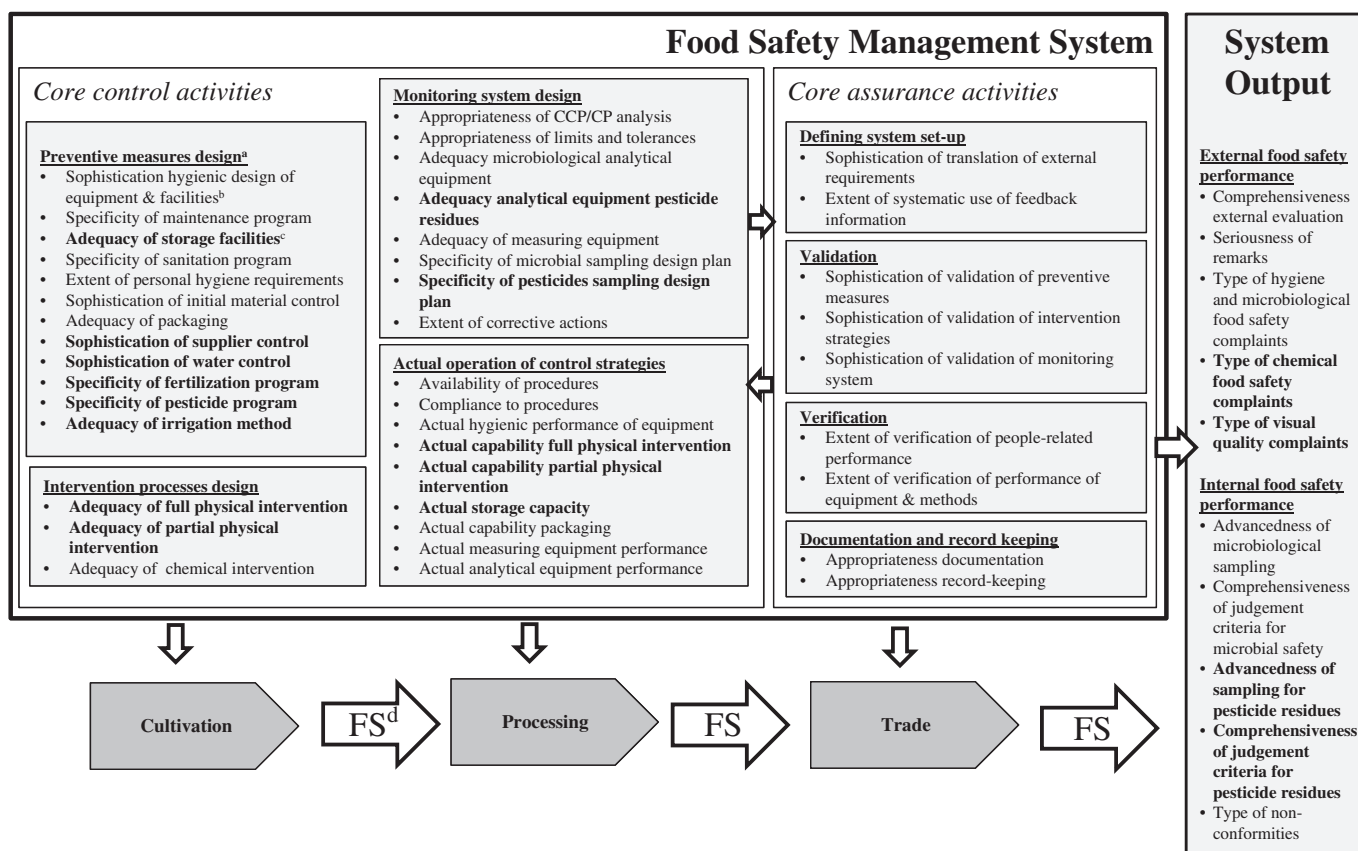 Food Safety Management System
Core control activities
Preventive measures designᵃ
• Sophistication hygienic design of
equipment & facilitiesᵇ
• Specificity of maintenance program
• Adequacy of storage facilitiesᶜ
• Specificity of sanitation program
• Extent of personal hygiene requirements
• Sophistication of initial material control
• Adequacy of packaging
• Sophistication of supplier control
• Sophistication of water control
• Specificity of fertilization program
• Specificity of pesticide program
• Adequacy of irrigation method
Intervention processes design
• Adequacy of full physical intervention
• Adequacy of partial physical
intervention
• Adequacy of chemical intervention
Monitoring system design
• Appropriateness of CCP/CP analysis
• Appropriateness of limits and tolerances
• Adequacy microbiological analytical
equipment
• Adequacy analytical equipment pesticide
residues
• Adequacy of measuring equipment
• Specificity of microbial sampling design plan
• Specificity of pesticides sampling design
plan
• Extent of corrective actions
Actual operation of control strategies
• Availability of procedures
• Compliance to procedures
• Actual hygienic performance of equipment
• Actual capability full physical intervention
• Actual capability partial physical
intervention
• Actual storage capacity
• Actual capability packaging
• Actual measuring equipment performance
• Actual analytical equipment performance
Core assurance activities
Defining system set-up
• Sophistication of translation of external
requirements
• Extent of systematic use of feedback
information
Validation
• Sophistication of validation of preventive
measures
• Sophistication of validation of intervention
strategies
• Sophistication of validation of monitoring
system
Verification
• Extent of verification of people-related
performance
• Extent of verification of performance of
equipment & methods
Documentation and record keeping
• Appropriateness documentation
• Appropriateness record-keeping
System
Output
External food safety
performance
• Comprehensiveness
external evaluation
• Seriousness of
remarks
• Type of hygiene
and microbiological
food safety
complaints
• Type of chemical
food safety
complaints
• Type of visual
quality complaints
Internal food safety
performance
• Advancedness of
microbiological
sampling
• Comprehensiveness
of judgement
criteria for
microbial safety
• Advancedness of
sampling for
pesticide residues
• Comprehensiveness
of judgement
criteria for
pesticide residues
• Type of non-
conformities
Cultivation
FSᵈ
Processing
FS
Trade
FS